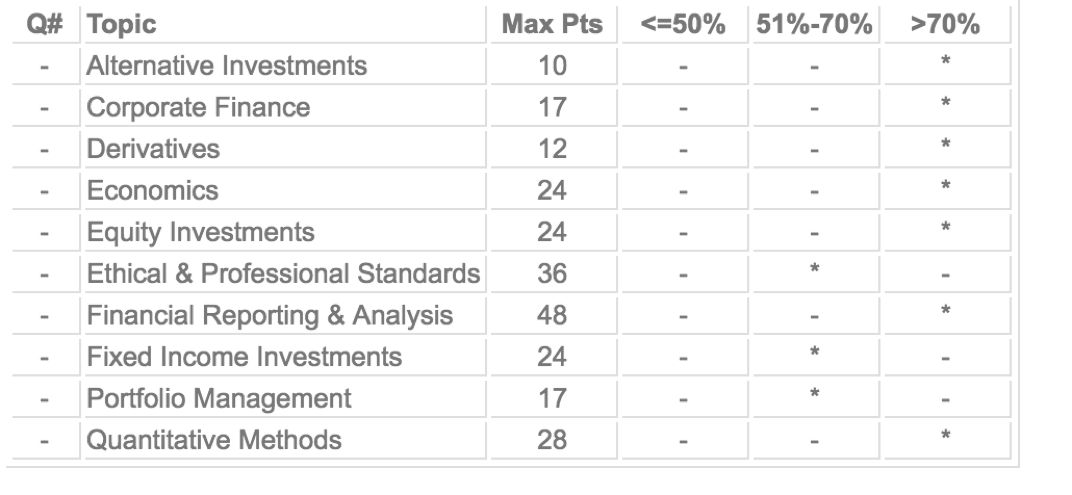 Q# Topic Max Pts <=50% 51%-70% >70%
- Alternative Investments 10 - - *
- Corporate Finance 17 - - *
- Derivatives 12 - - *
- Economics 24 - - *
- Equity Investments 24 - - *
- Ethical & Professional Standards 36 - * -
- Financial Reporting & Analysis 48 - - *
- Fixed Income Investments 24 - * -
- Portfolio Management 17 - * -
- Quantitative Methods 28 - - *